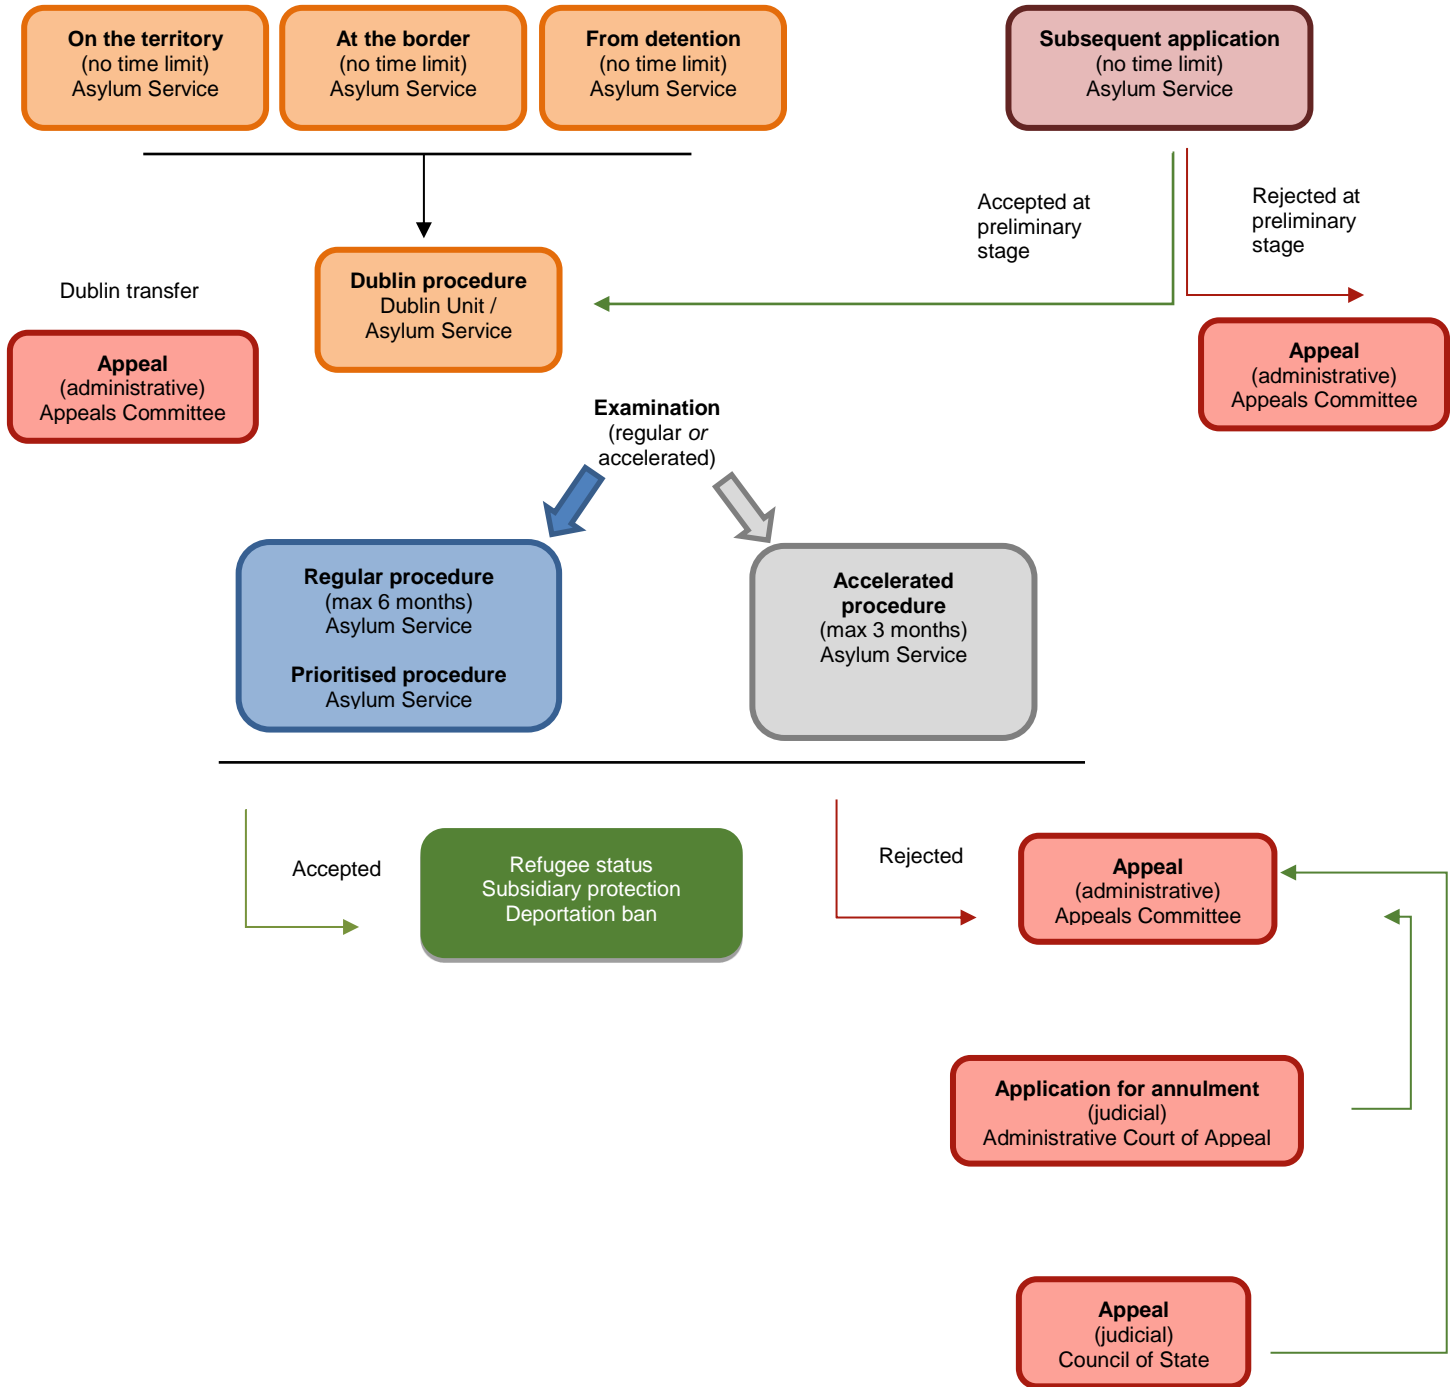 On the territory
(no time limit)
Asylum Service
At the border
(no time limit)
Asylum Service
From detention
(no time limit)
Asylum Service
Subsequent application
(no time limit)
Asylum Service
Accepted at
preliminary
stage
Rejected at
preliminary
stage
Dublin transfer
Dublin procedure
Dublin Unit /
Asylum Service
Appeal
(administrative)
Appeals Committee
Appeal
(administrative)
Appeals Committee
Examination
(regular or
accelerated)
Regular procedure
(max 6 months)
Asylum Service
Prioritised procedure
Asylum Service
Accelerated
procedure
(max 3 months)
Asylum Service
Accepted
Refugee status
Subsidiary protection
Deportation ban
Rejected
Appeal
(administrative)
Appeals Committee
Application for annulment
(judicial)
Administrative Court of Appeal
Appeal
(judicial)
Council of State